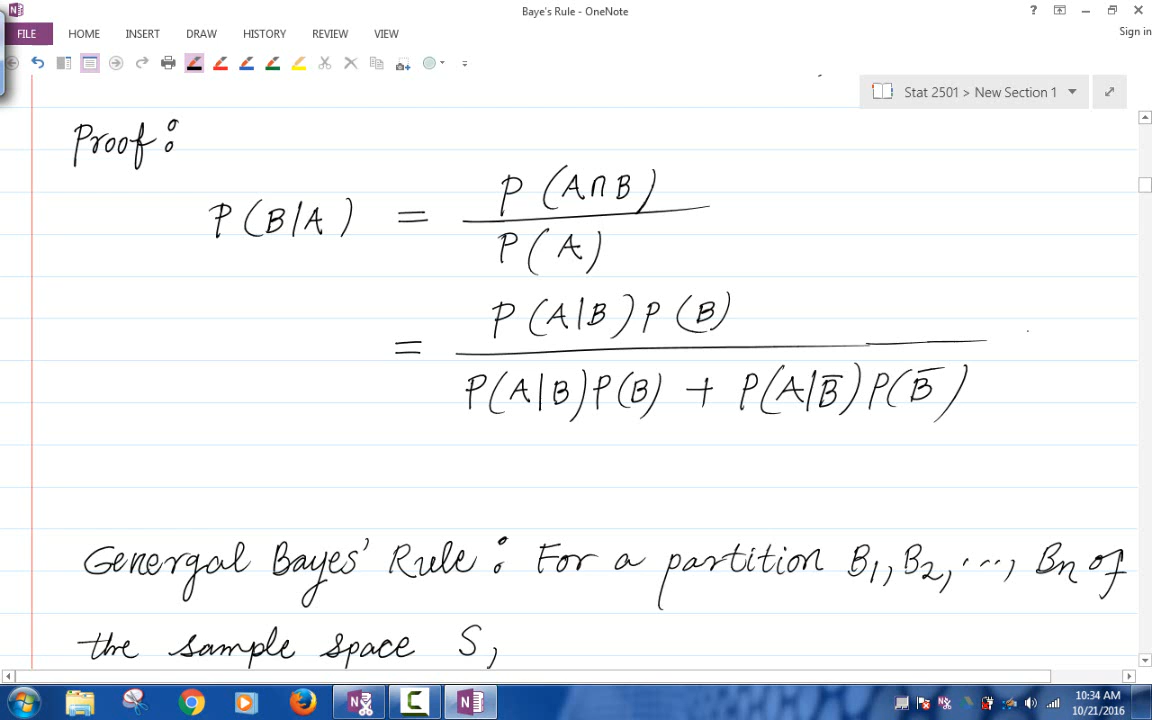 Baye's Rule - OneNote
FILE HOME INSERT DRAW HISTORY REVIEW VIEW
Sign in
Stat 2501 > New Section 1
Proof:
P(B|A) = P(A∩B) / P(A)
= P(A|B)P(B) / P(A|B)P(B) + P(A|B̄)P(B̄)
Genergal Bayes' Rule: For a partition B₁, B₂, ..., Bn of
the sample space S,
10:34 AM
10/21/2016